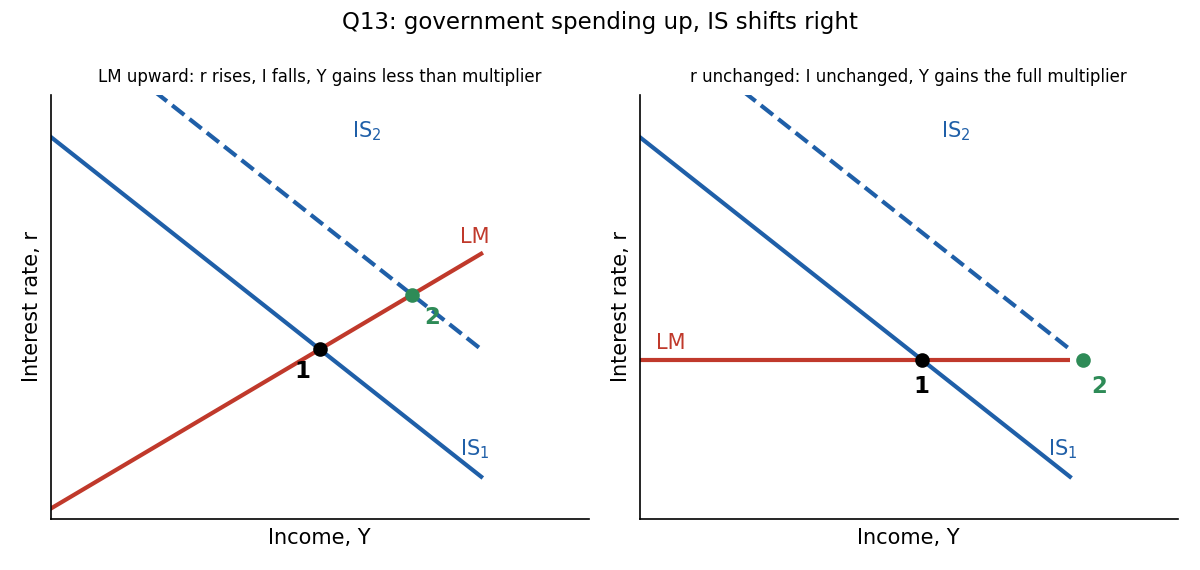 Q13: government spending up, IS shifts right
LM upward: r rises, I falls, Y gains less than multiplier
IS₂
LM
2
1
IS₁
Interest rate, r
Income, Y
r unchanged: I unchanged, Y gains the full multiplier
IS₂
LM
1
2
IS₁
Interest rate, r
Income, Y